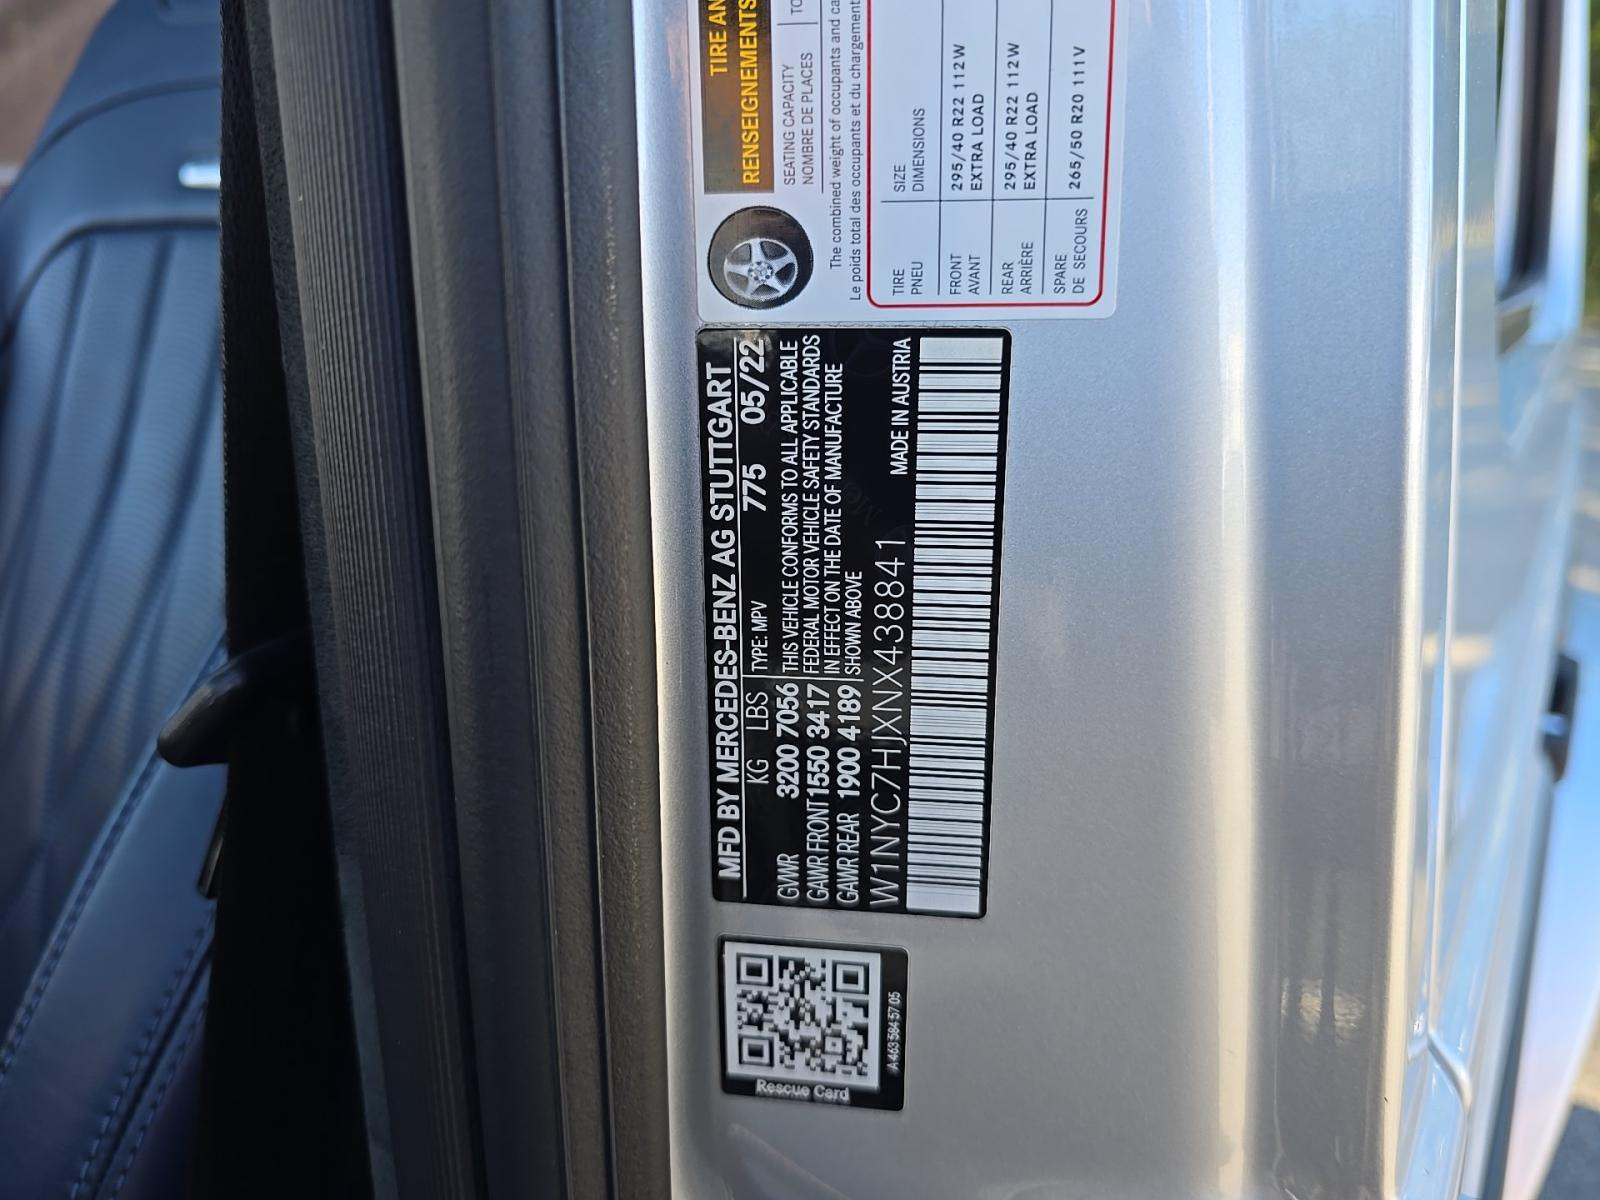 TIRE AN
RENSEIGNEMENTS
SEATING CAPACITY
NOMBRE DE PLACES
TO
The combined weight of occupants and ca
Le poids total des occupants et du chargement
TIRE SIZE
PNEU DIMENSIONS
FRONT 295/40 R22 112W
AVANT EXTRA LOAD
REAR 295/40 R22 112W
ARRIÈRE EXTRA LOAD
SPARE
DE SECOURS 265/50 R20 111V
MFD BY MERCEDES-BENZ AG STUTTGART
KG LBS TYPE: MPV 775 05/22
GVWR 3200 7056 THIS VEHICLE CONFORMS TO ALL APPLICABLE
GAWR FRONT 1550 3417 FEDERAL MOTOR VEHICLE SAFETY STANDARDS
IN EFFECT ON THE DATE OF MANUFACTURE
GAWR REAR 1900 4189 SHOWN ABOVE
W1NYC7HJXNX438841 MADE IN AUSTRIA
Rescue Card
A 463 584 57 05